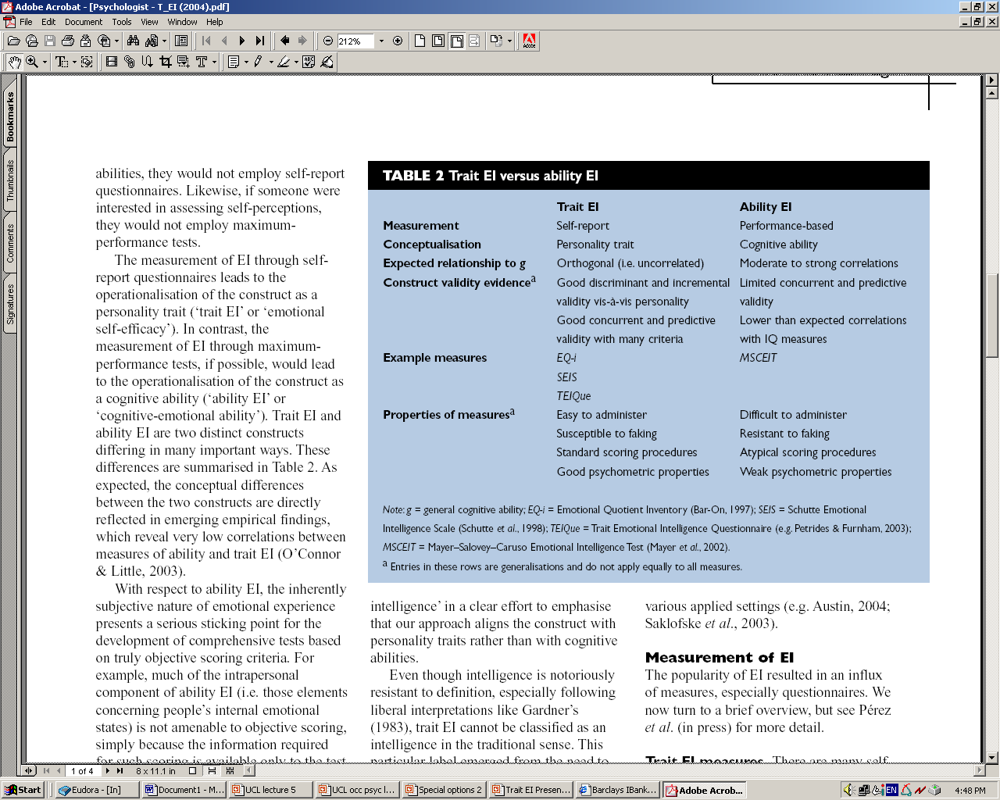 Adobe Acrobat - [Psychologist - T_EI (2004).pdf]
File Edit Document Tools View Window Help
212%
Adobe
Bookmarks
Thumbnails
Comments
Signatures
abilities, they would not employ self-report
questionnaires. Likewise, if someone were
interested in assessing self-perceptions,
they would not employ maximum-
performance tests.
The measurement of EI through self-
report questionnaires leads to the
operationalisation of the construct as a
personality trait (‘trait EI’ or ‘emotional
self-efficacy’). In contrast, the
measurement of EI through maximum-
performance tests, if possible, would lead
to the operationalisation of the construct as
a cognitive ability (‘ability EI’ or
‘cognitive-emotional ability’). Trait EI and
ability EI are two distinct constructs
differing in many important ways. These
differences are summarised in Table 2. As
expected, the conceptual differences
between the two constructs are directly
reflected in emerging empirical findings,
which reveal very low correlations between
measures of ability and trait EI (O’Connor
& Little, 2003).
With respect to ability EI, the inherently
subjective nature of emotional experience
presents a serious sticking point for the
development of comprehensive tests based
on truly objective scoring criteria. For
example, much of the intrapersonal
component of ability EI (i.e. those elements
concerning people’s internal emotional
states) is not amenable to objective scoring,
simply because the information required
for such scoring is available only to the test
TABLE 2 Trait EI versus ability EI
Trait EI Ability EI
Measurement Self-report Performance-based
Conceptualisation Personality trait Cognitive ability
Expected relationship to g Orthogonal (i.e. uncorrelated) Moderate to strong correlations
Construct validity evidence a Good discriminant and incremental Limited concurrent and predictive
validity vis-à-vis personality validity
Good concurrent and predictive Lower than expected correlations
validity with many criteria with IQ measures
Example measures EQ-i MSCEIT
SEIS
TEIQue
Properties of measures a Easy to administer Difficult to administer
Susceptible to faking Resistant to faking
Standard scoring procedures Atypical scoring procedures
Good psychometric properties Weak psychometric properties
Note: g = general cognitive ability; EQ-i = Emotional Quotient Inventory (Bar-On, 1997); SEIS = Schutte Emotional
Intelligence Scale (Schutte et al., 1998); TEIQue = Trait Emotional Intelligence Questionnaire (e.g. Petrides & Furnham, 2003);
MSCEIT = Mayer–Salovey–Caruso Emotional Intelligence Test (Mayer et al., 2002).
a Entries in these rows are generalisations and do not apply equally to all measures.
intelligence’ in a clear effort to emphasise
that our approach aligns the construct with
personality traits rather than with cognitive
abilities.
Even though intelligence is notoriously
resistant to definition, especially following
liberal interpretations like Gardner’s
(1983), trait EI cannot be classified as an
intelligence in the traditional sense. This
particular label emerged from the need to
various applied settings (e.g. Austin, 2004;
Saklofske et al., 2003).
Measurement of EI
The popularity of EI resulted in an influx
of measures, especially questionnaires. We
now turn to a brief overview, but see Pérez
et al. (in press) for more detail.
Trait EI measures There are many self-
1 of 4 8 x 11.1 in
Start Eudora - [In] Document1 - M... UCL lecture 5 UCL occ psyc l... Special options 2 Trait EI Presen... Barclays IBank... Adobe Acrob... EN 4:48 PM